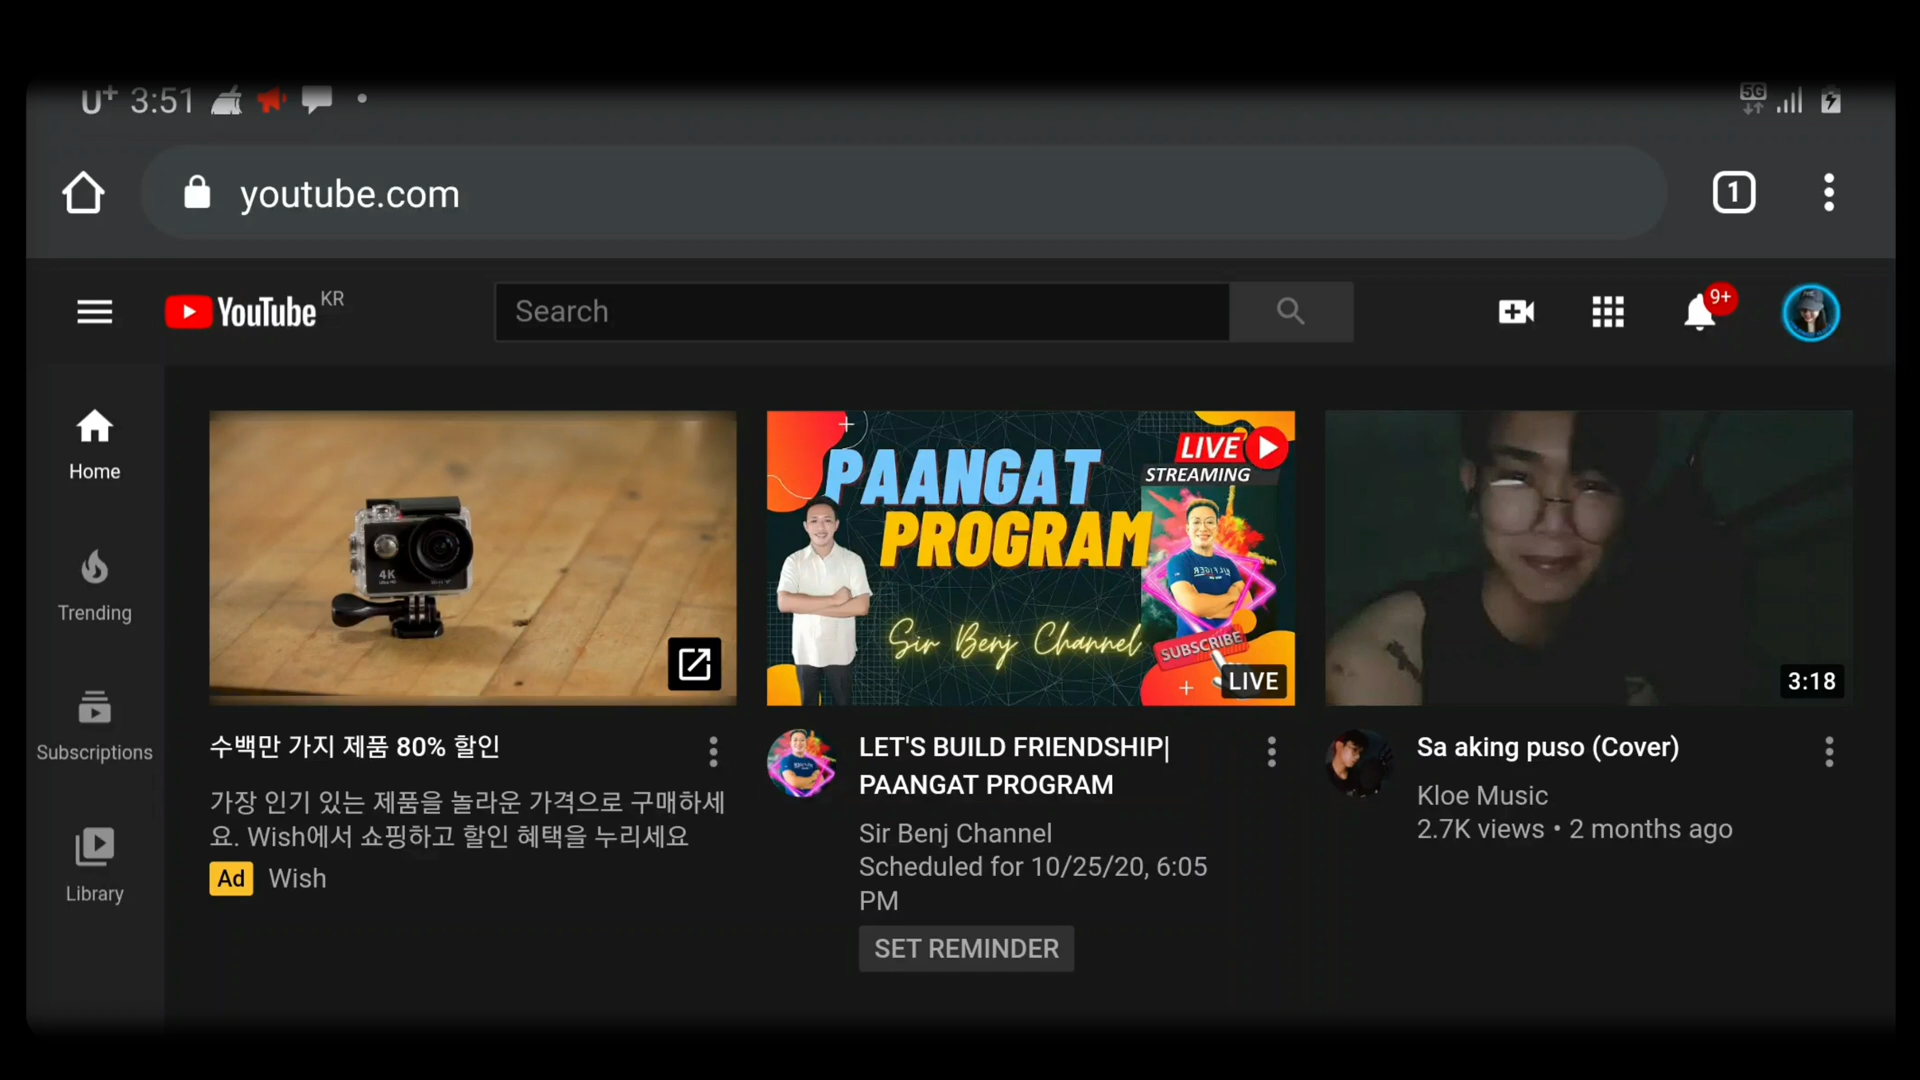 U+ 3:51
5G
youtube.com
1
YouTube KR
Search
9+
Home
Trending
Subscriptions
Library
4K
PAANGAT
PROGRAM
Sir Benj Channel
LIVE
STREAMING
SUBSCRIBE
LIVE
3:18
수백만 가지 제품 80% 할인
가장 인기 있는 제품을 놀라운 가격으로 구매하세
요. Wish에서 쇼핑하고 할인 혜택을 누리세요
Ad Wish
LET'S BUILD FRIENDSHIP|
PAANGAT PROGRAM
Sir Benj Channel
Scheduled for 10/25/20, 6:05
PM
SET REMINDER
Sa aking puso (Cover)
Kloe Music
2.7K views • 2 months ago